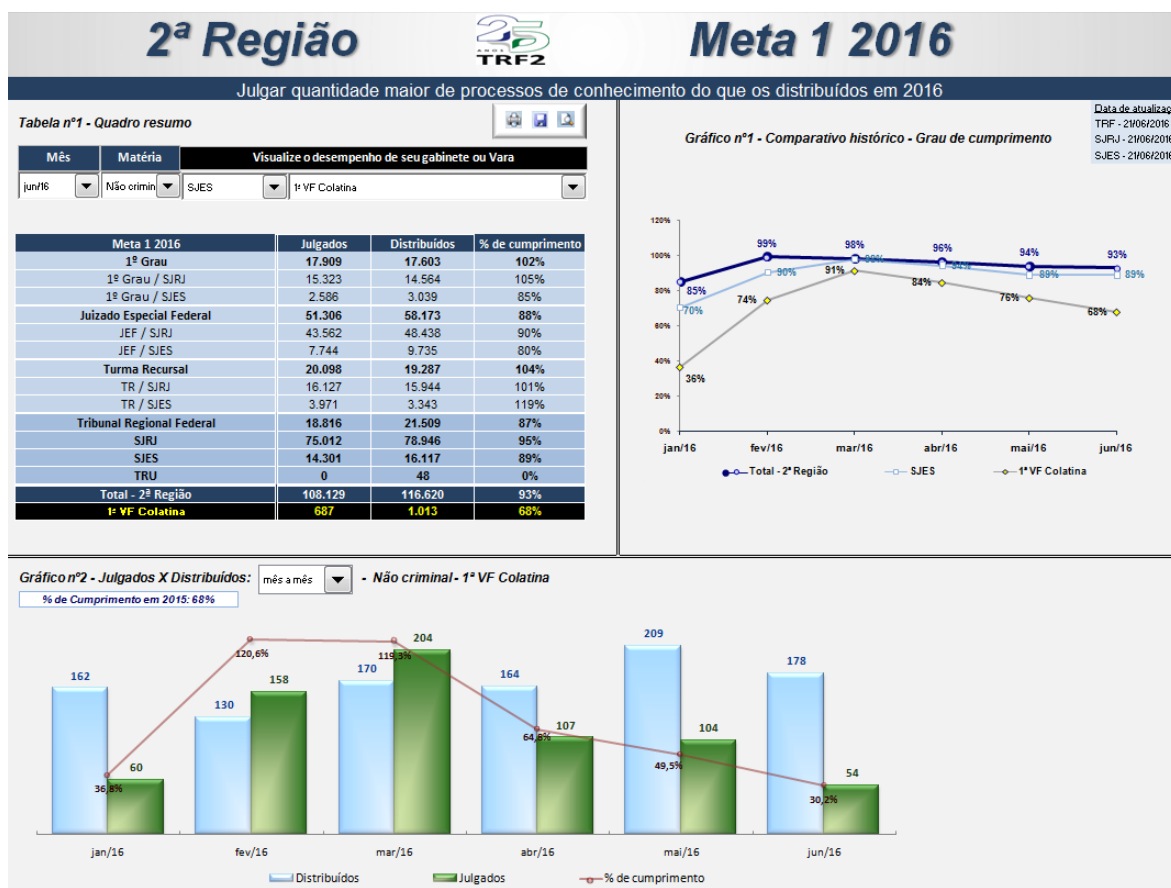 2ª Região
25
ANOS
TRF2
Meta 1 2016
Julgar quantidade maior de processos de conhecimento do que os distribuídos em 2016
Tabela nº1 - Quadro resumo
Mês Matéria Visualize o desempenho de seu gabinete ou Vara
jun/16 Não crimin SJES 1ª VF Colatina
Meta 1 2016 Julgados Distribuídos % de cumprimento
1º Grau 17.909 17.603 102%
1º Grau / SJRJ 15.323 14.564 105%
1º Grau / SJES 2.586 3.039 85%
Juizado Especial Federal 51.306 58.173 88%
JEF / SJRJ 43.562 48.438 90%
JEF / SJES 7.744 9.735 80%
Turma Recursal 20.098 19.287 104%
TR / SJRJ 16.127 15.944 101%
TR / SJES 3.971 3.343 119%
Tribunal Regional Federal 18.816 21.509 87%
SJRJ 75.012 78.946 95%
SJES 14.301 16.117 89%
TRU 0 48 0%
Total - 2ª Região 108.129 116.620 93%
1ª VF Colatina 687 1.013 68%
Data de atualizaç
TRF - 21/06/2016
SJRJ - 21/06/2016
SJES - 21/06/2016
Gráfico nº1 - Comparativo histórico - Grau de cumprimento
120%
100%
80%
60%
40%
20%
0%
85% 99% 98% 96% 94% 93%
70% 90% 98% 94% 89% 89%
36% 74% 91% 84% 76% 68%
jan/16 fev/16 mar/16 abr/16 mai/16 jun/16
Total - 2ª Região SJES 1ª VF Colatina
Gráfico nº2 - Julgados X Distribuídos: mês a mês - Não criminal - 1ª VF Colatina
% de Cumprimento em 2015: 68%
162 130 170 164 209 178
60 158 204 107 104 54
36,8% 120,6% 119,3% 64,8% 49,5% 30,2%
jan/16 fev/16 mar/16 abr/16 mai/16 jun/16
Distribuídos Julgados % de cumprimento